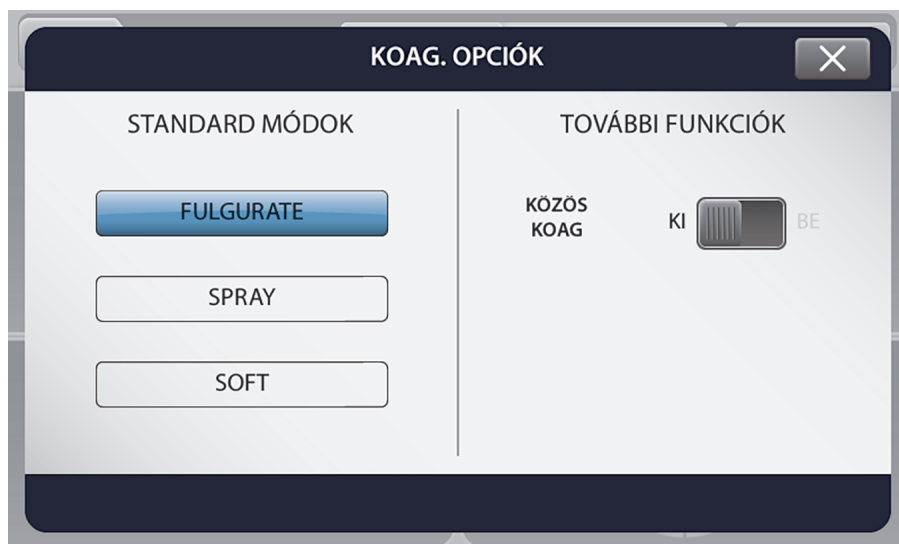 KOAG. OPCIÓK
STANDARD MÓDOK
FULGURATE
SPRAY
SOFT
TOVÁBBI FUNKCIÓK
KÖZÖS
KOAG
KI BE